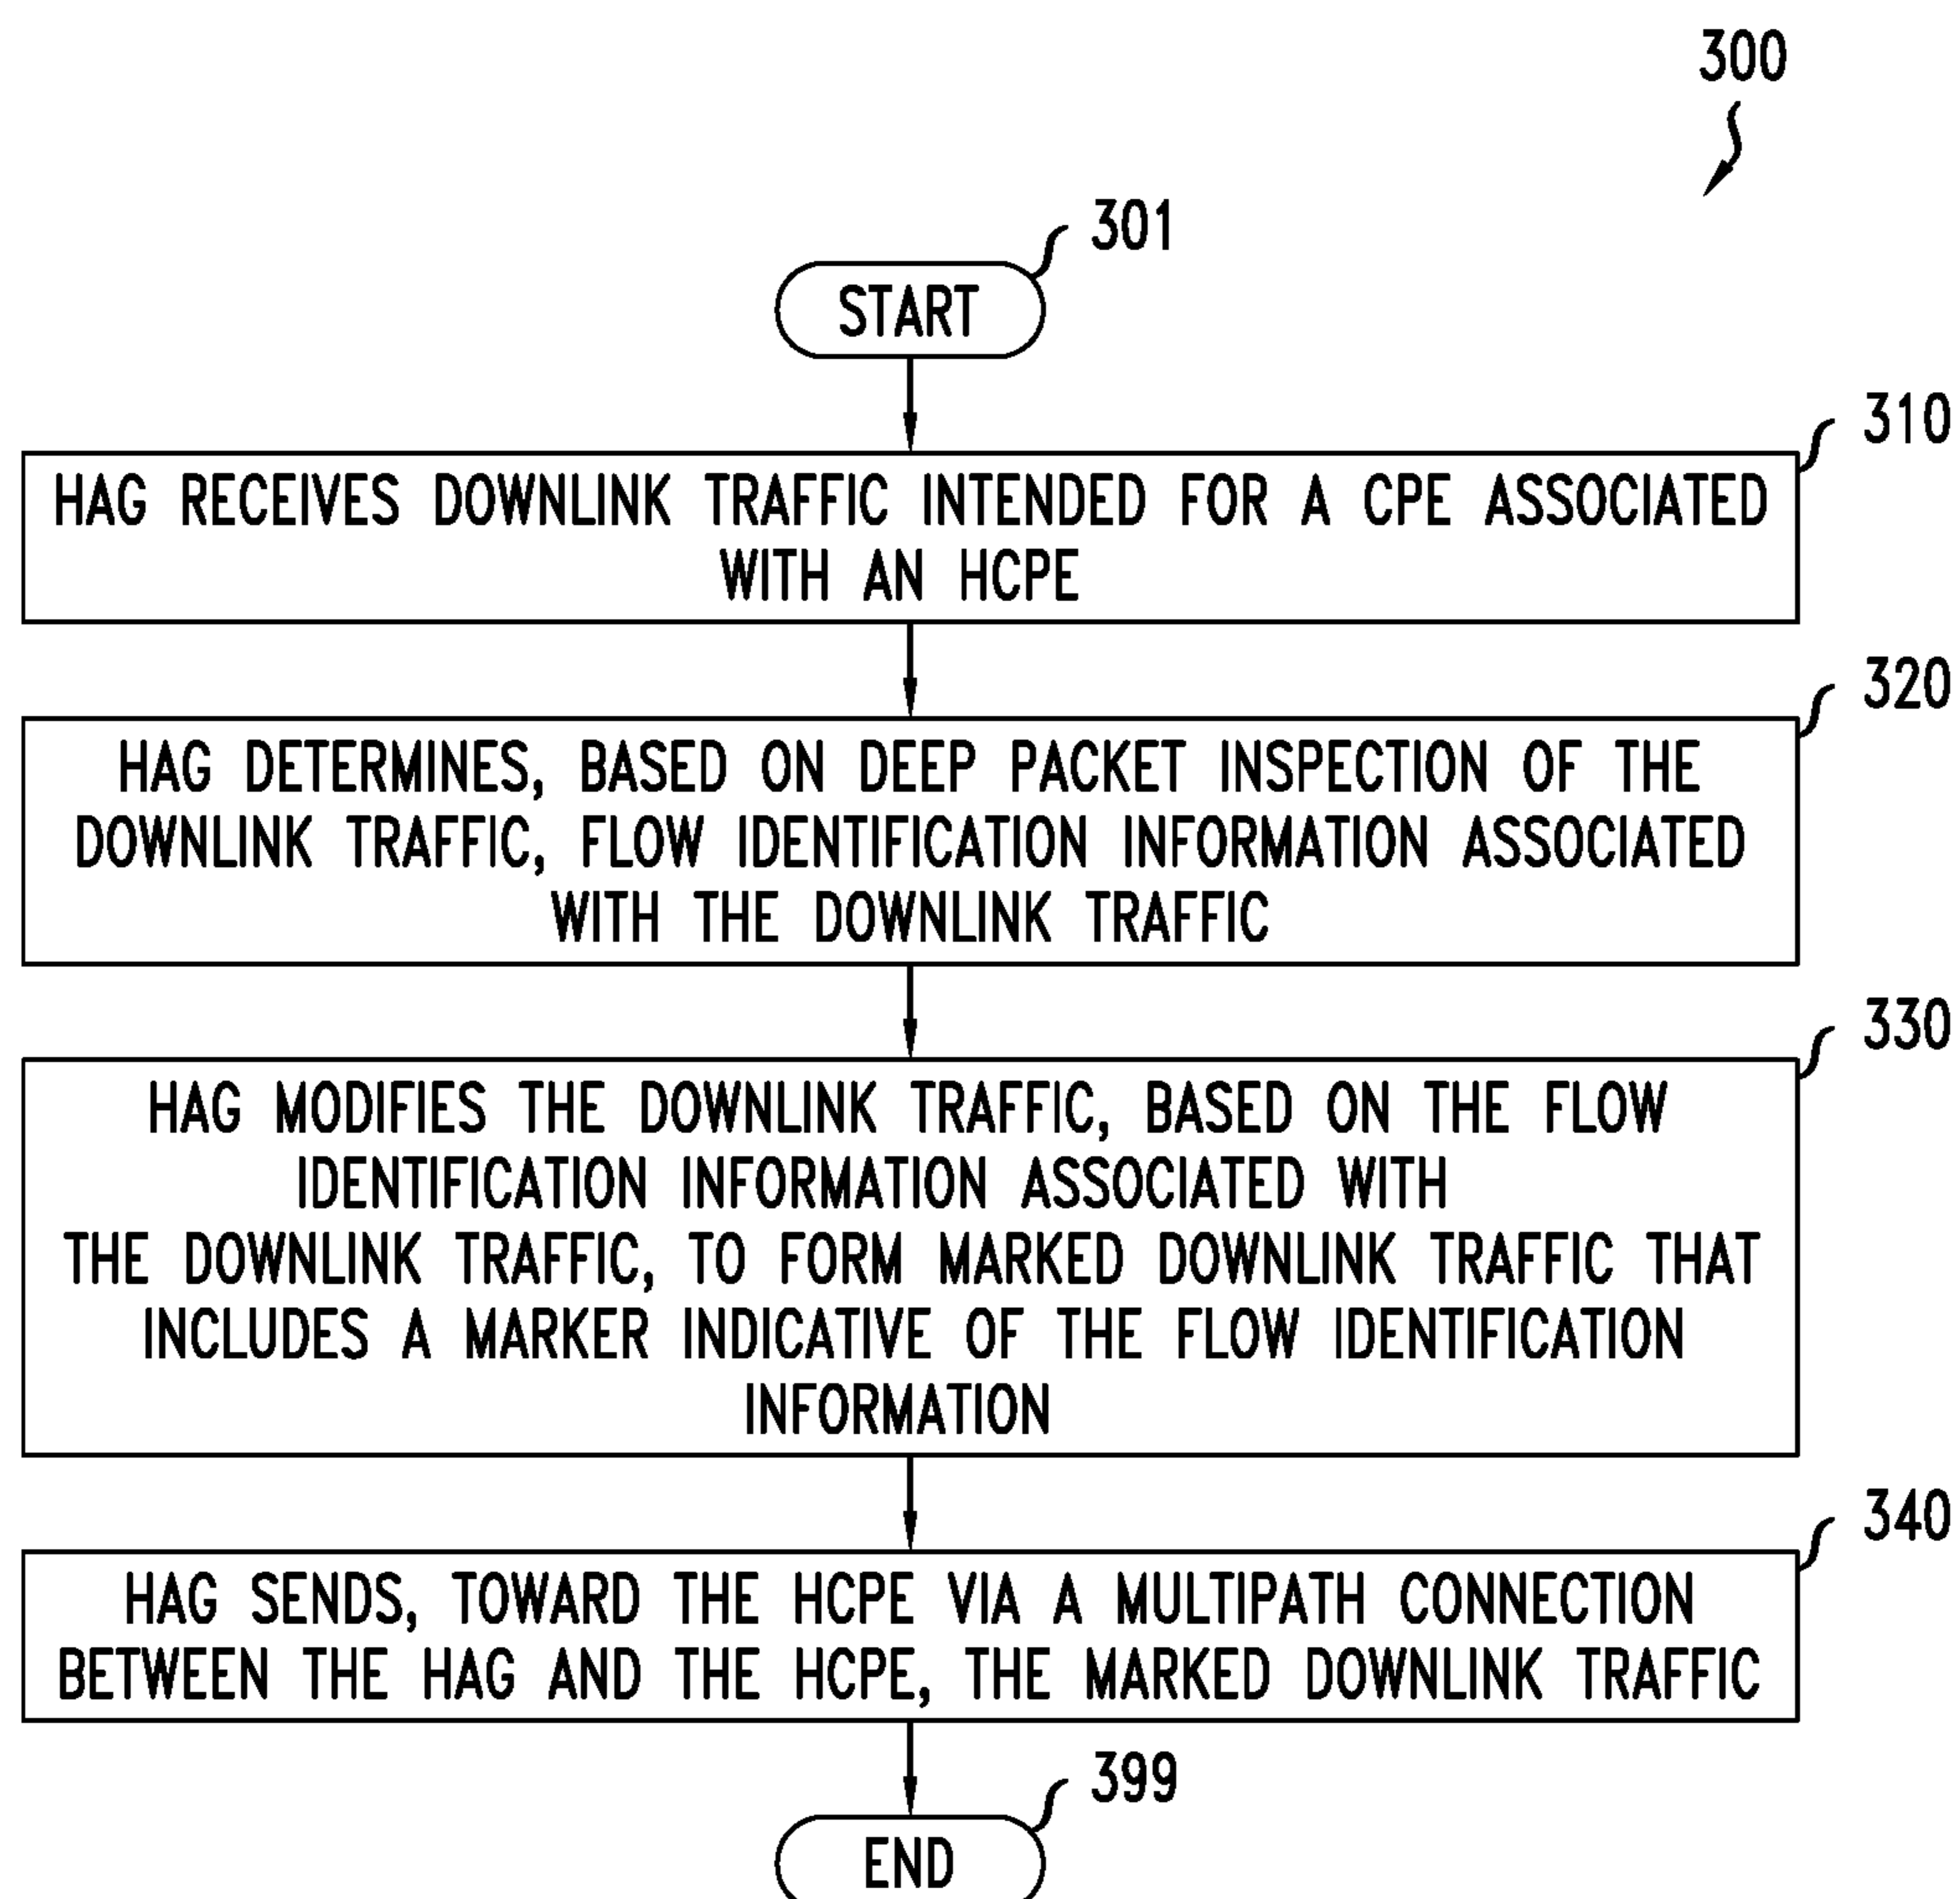 300
301
START
310
HAG RECEIVES DOWNLINK TRAFFIC INTENDED FOR A CPE ASSOCIATED
WITH AN HCPE
320
HAG DETERMINES, BASED ON DEEP PACKET INSPECTION OF THE
DOWNLINK TRAFFIC, FLOW IDENTIFICATION INFORMATION ASSOCIATED
WITH THE DOWNLINK TRAFFIC
330
HAG MODIFIES THE DOWNLINK TRAFFIC, BASED ON THE FLOW
IDENTIFICATION INFORMATION ASSOCIATED WITH
THE DOWNLINK TRAFFIC, TO FORM MARKED DOWNLINK TRAFFIC THAT
INCLUDES A MARKER INDICATIVE OF THE FLOW IDENTIFICATION
INFORMATION
340
HAG SENDS, TOWARD THE HCPE VIA A MULTIPATH CONNECTION
BETWEEN THE HAG AND THE HCPE, THE MARKED DOWNLINK TRAFFIC
399
END